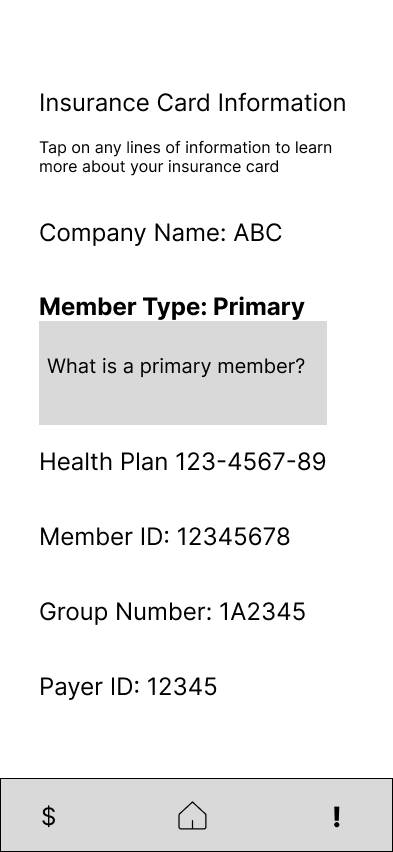 Insurance Card Information
Tap on any lines of information to learn
more about your insurance card
Company Name: ABC
Member Type: Primary
What is a primary member?
Health Plan 123-4567-89
Member ID: 12345678
Group Number: 1A2345
Payer ID: 12345
$ !